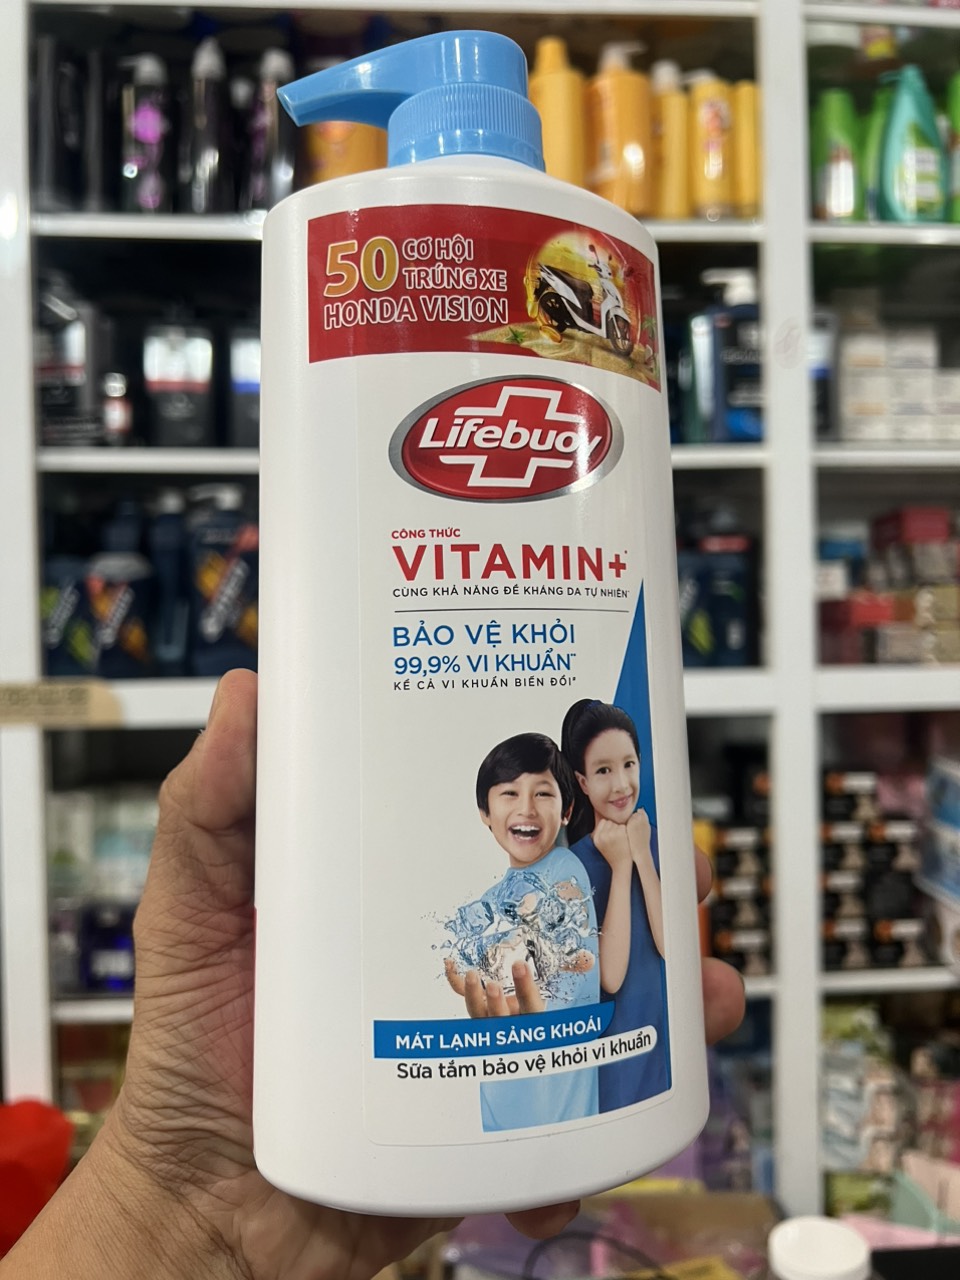 50 CƠ HỘI
TRÚNG XE
HONDA VISION
Lifebuoy
CÔNG THỨC
VITAMIN+*
CÙNG KHẢ NĂNG ĐỀ KHÁNG DA TỰ NHIÊN*
BẢO VỆ KHỎI
99,9% VI KHUẨN**
KỂ CẢ VI KHUẨN BIẾN ĐỔI#
MÁT LẠNH SẢNG KHOÁI
Sữa tắm bảo vệ khỏi vi khuẩn